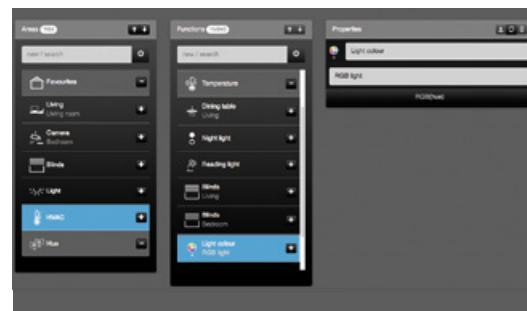 Areas
new / search
Favourites
Living
Living room
Camera
Bedroom
Blinds
Light
HVAC
Hue
Functions
new / search
Temperature
Dining table
Living
Night light
Reading light
Blinds
Living
Blinds
Bedroom
Light colour
RGB light
Properties
Light colour
RGB light